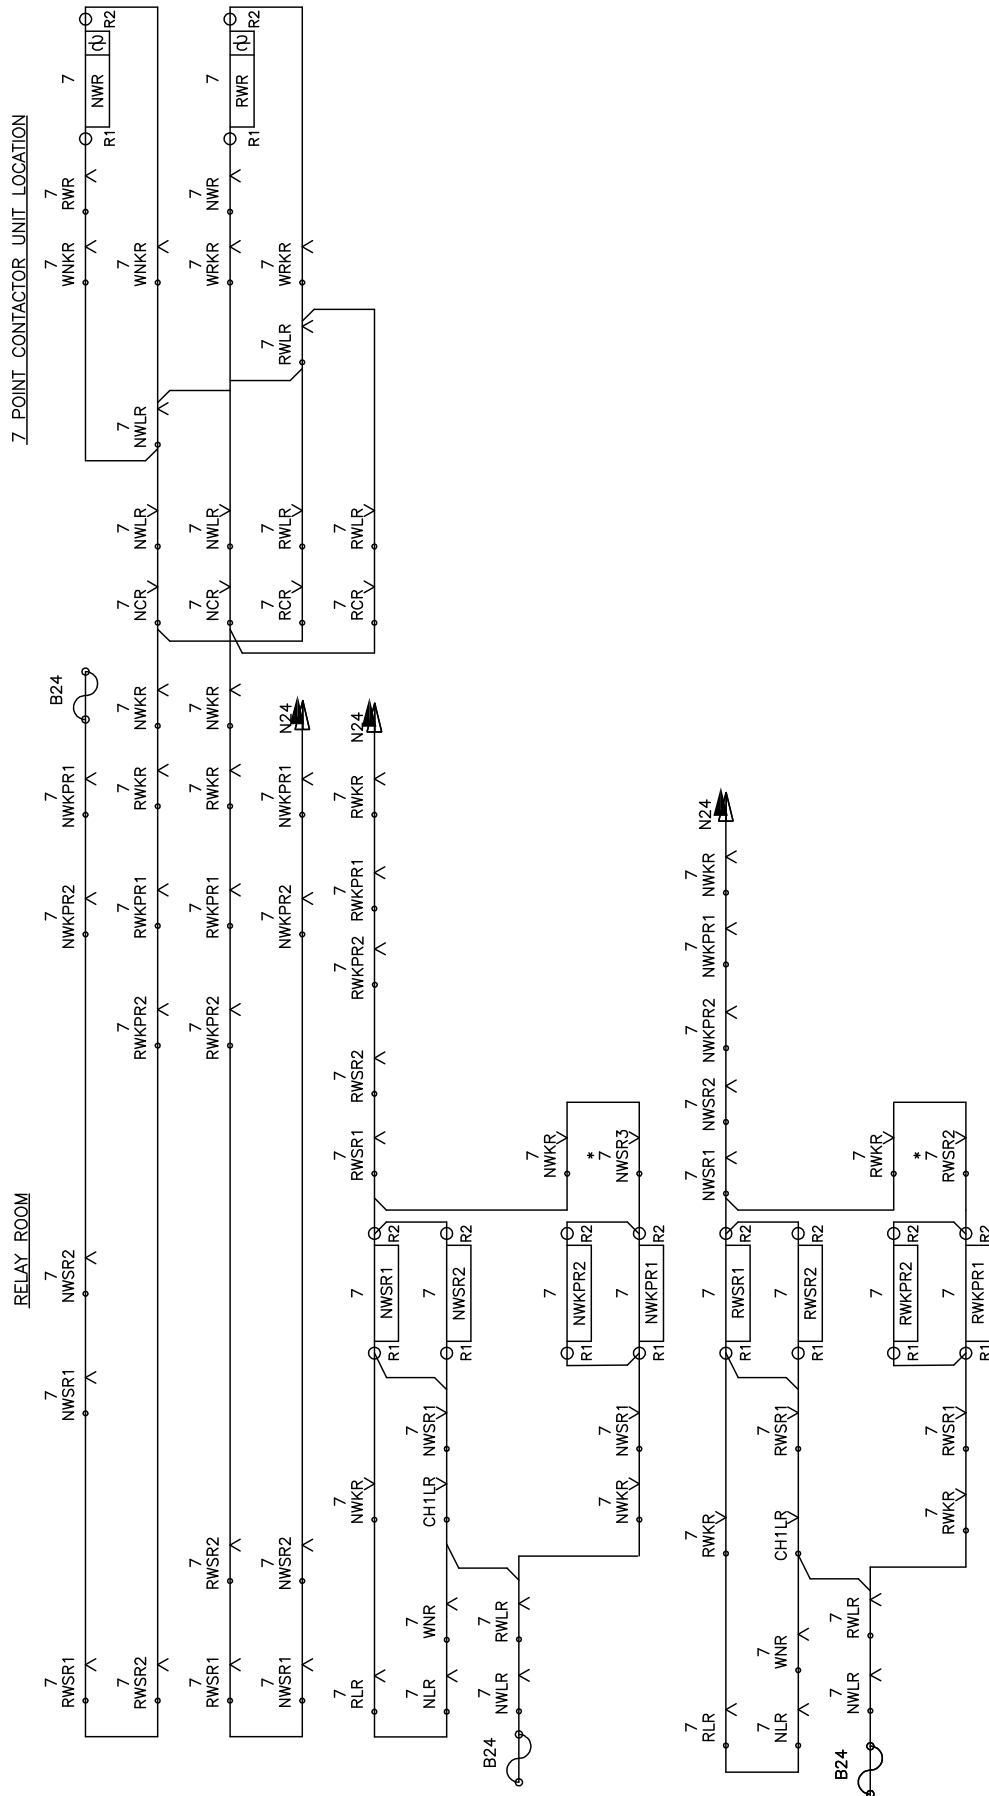 RELAY ROOM
7 POINT CONTACTOR UNIT LOCATION
7 7 7 7 7 7 7 7
RWSR1 NWSR1 NWSR2 NWKPR2 NWKPR1 B24 WNKR RWR
NWR
R1 R2
7 7 7 7 7 7 7 7 7
RWSR2 RWKPR2 RWKPR1 RWKR NWKR NCR NWLR NWLR WNKR
7 7 7 7 7 7 7 7 7 7 7
RWSR1 RWSR2 RWKPR2 RWKPR1 RWKR NWKR NCR NWLR WRKR NWR
RWR
R1 R2
7 7 7 7 7 7 7 7
NWSR1 NWSR2 NWKPR2 NWKPR1 N24 RCR RWLR RWLR WRKR
7 7 7 7 7 7 7 7 7 7
RLR NWKR RWSR1 RWSR2 RWKPR2 RWKPR1 RWKR N24 RCR RWLR
NWSR1
R1 R2
7 7 7 7
NLR WNR CH1LR NWSR1
NWSR2
R1 R2
7 7
B24 NWLR RWLR
7 7
NWKPR2 NWKR
*
7 7 7 7
NWKR NWSR1 NWSR3
NWKPR1
R1 R2
7 7 7 7 7 7 7 7
RLR RWKR NWSR1 NWSR2 NWKPR2 NWKPR1 NWKR N24
RWSR1
R1 R2
7 7 7 7
NLR WNR CH1LR RWSR1
RWSR2
R1 R2
7 7
B24 NWLR RWLR
7 7
RWKPR2 RWKR
*
7 7 7 7
RWKR RWSR1 RWSR2
RWKPR1
R1 R2